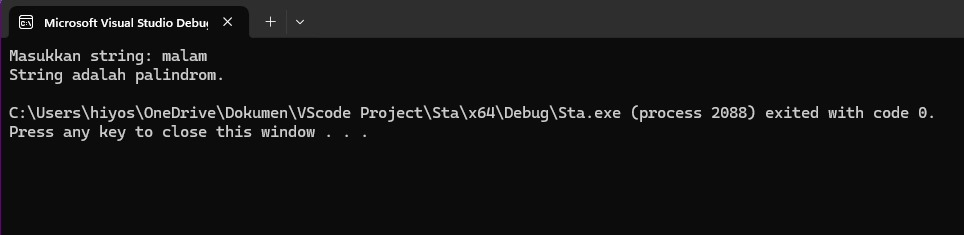 Microsoft Visual Studio Debu
Masukkan string: malam
String adalah palindrom.
C:\Users\hiyos\OneDrive\Dokumen\VScode Project\Sta\x64\Debug\Sta.exe (process 2088) exited with code 0.
Press any key to close this window . . .